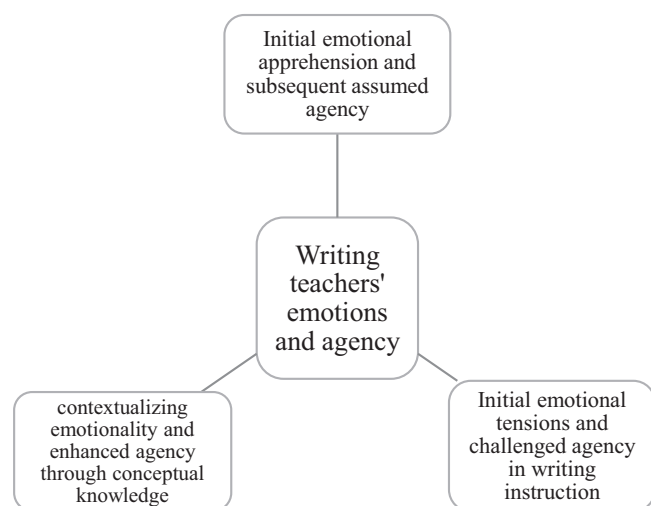 Initial emotional
apprehension and
subsequent assumed
agency
Writing
teachers'
emotions
and agency
contextualizing
emotionality and
enhanced agency
through conceptual
knowledge
Initial emotional
tensions and
challenged agency
in writing
instruction